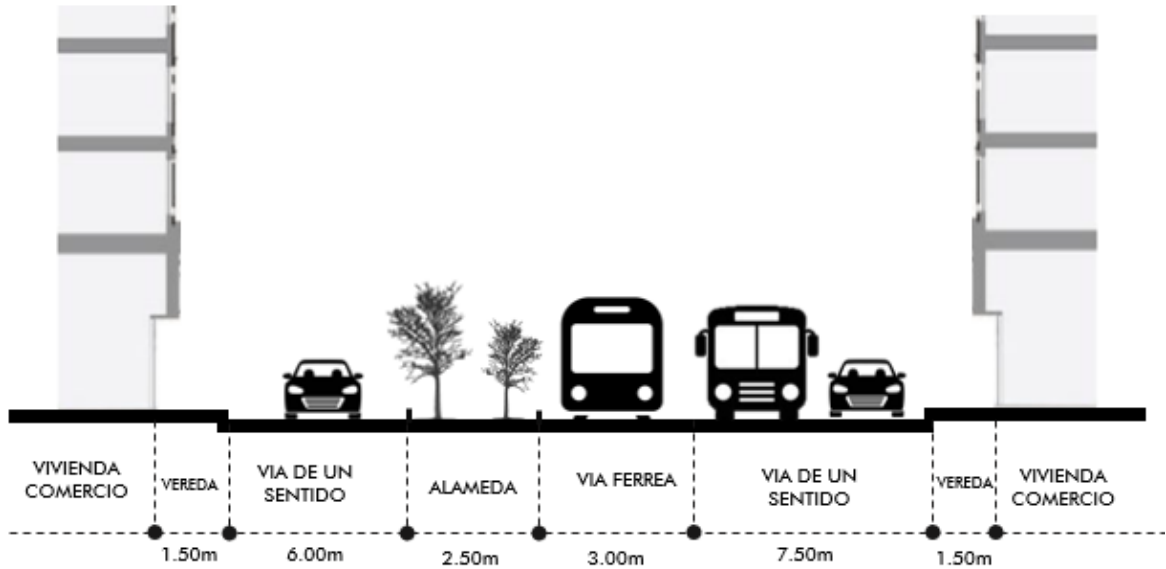 VIVIENDA
COMERCIO
VEREDA
VIA DE UN
SENTIDO
ALAMEDA
VIA FERREA
VIA DE UN
SENTIDO
VEREDA
VIVIENDA
COMERCIO
1.50m
6.00m
2.50m
3.00m
7.50m
1.50m